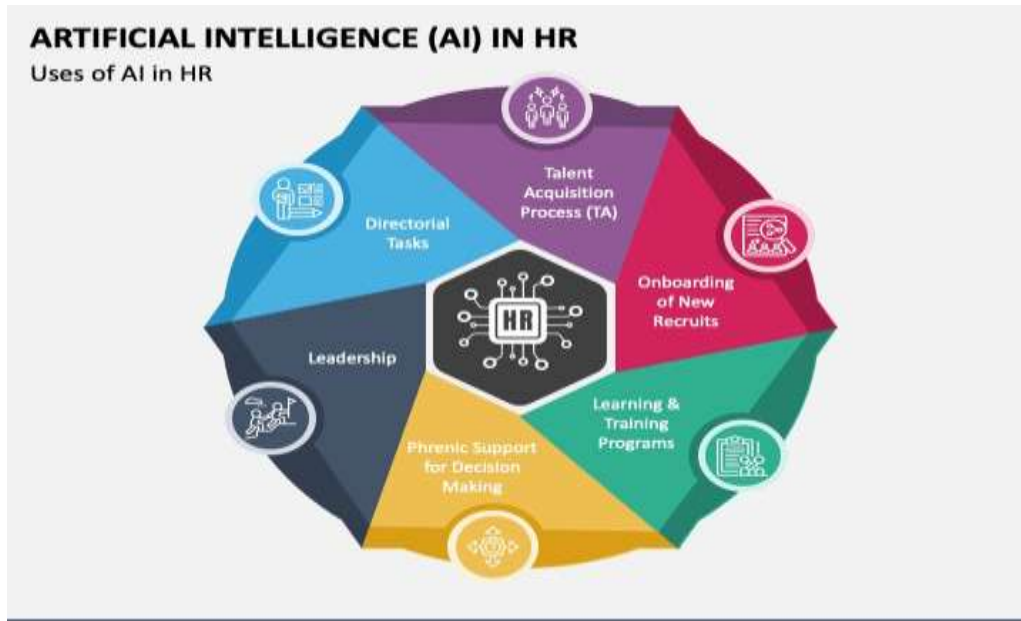 ARTIFICIAL INTELLIGENCE (AI) IN HR
Uses of AI in HR
Talent
Acquisition
Process (TA)
Onboarding
of New
Recruits
Learning &
Training
Programs
Phrenic Support
for Decision
Making
Leadership
Directorial
Tasks
HR